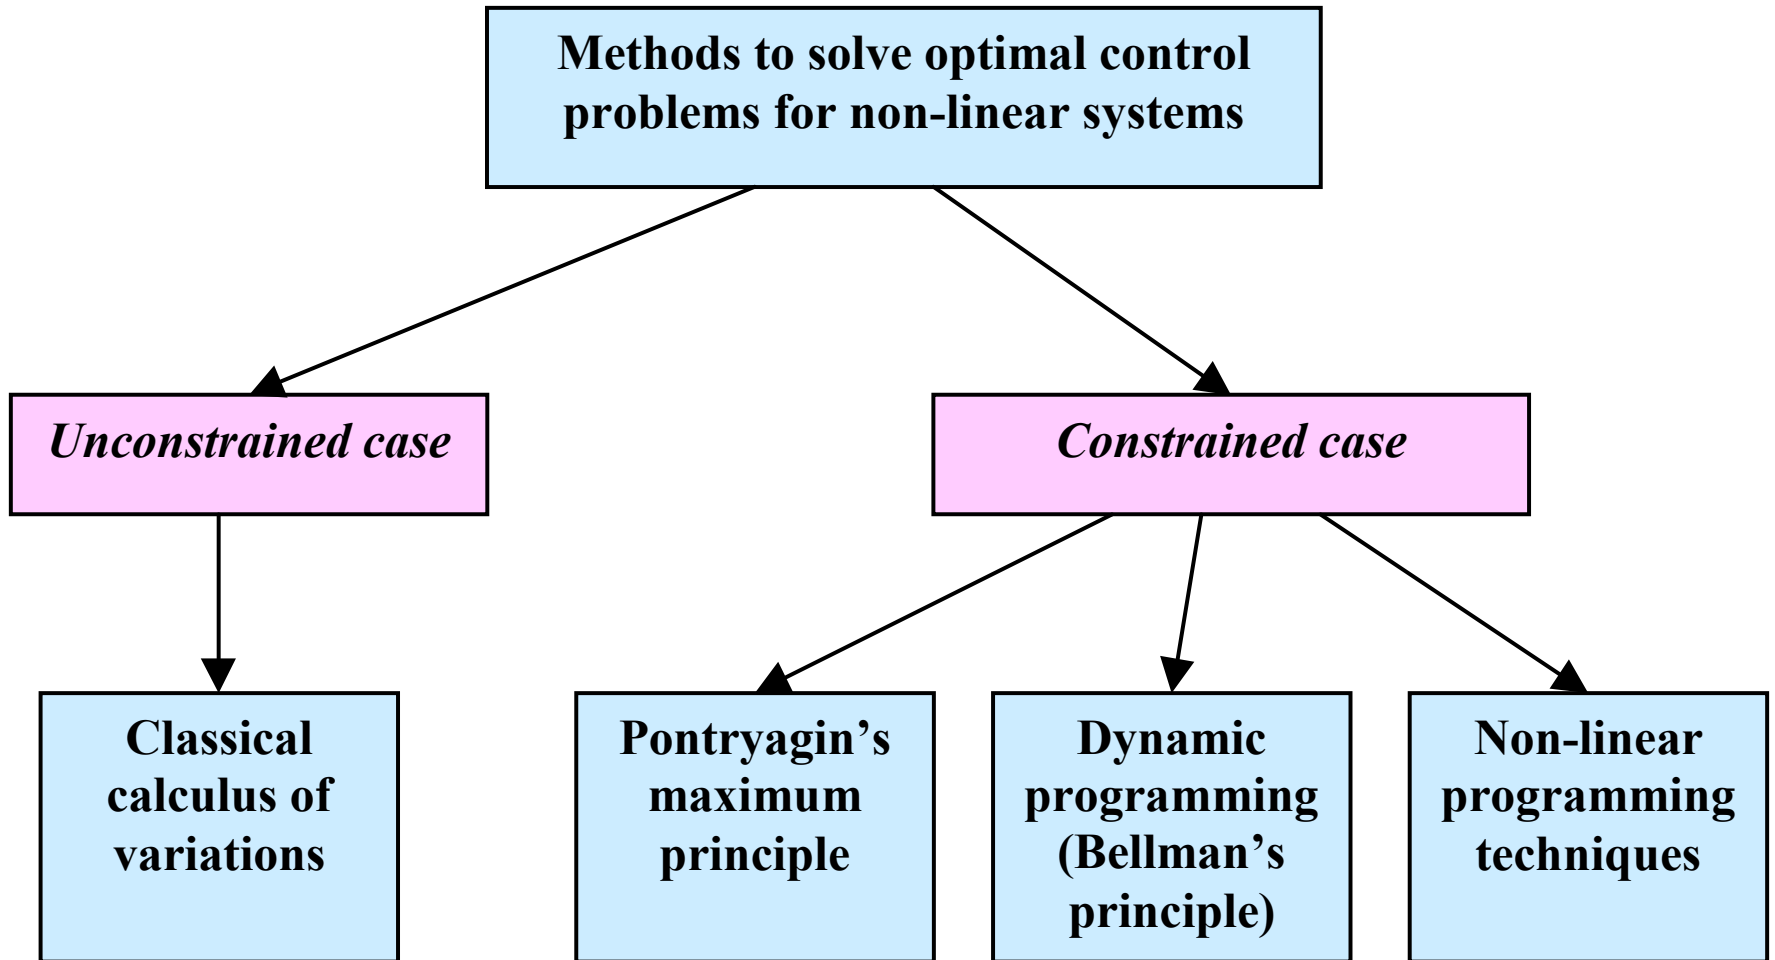 Methods to solve optimal control
problems for non-linear systems
Unconstrained case
Constrained case
Classical
calculus of
variations
Pontryagin’s
maximum
principle
Dynamic
programming
(Bellman’s
principle)
Non-linear
programming
techniques